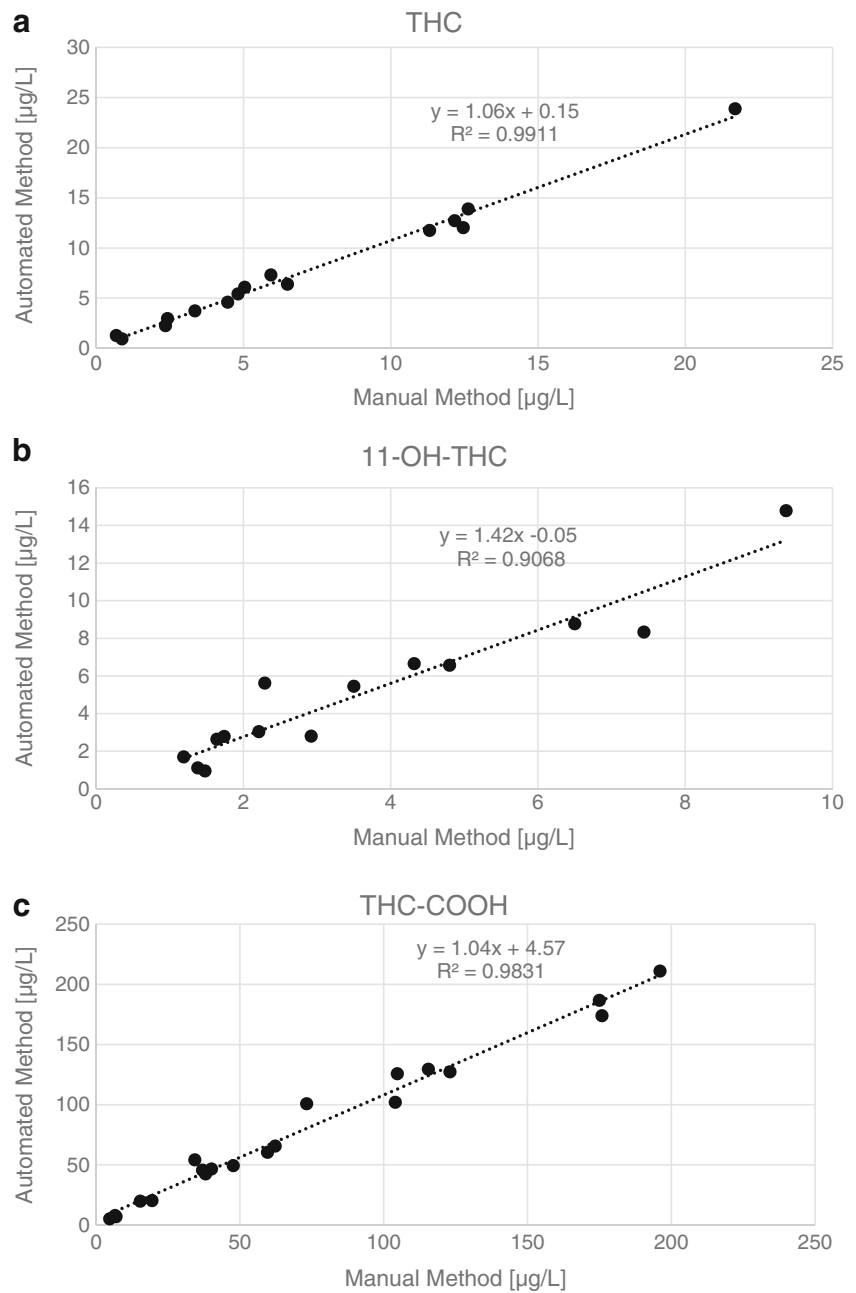 a
THC
30
25
20
15
10
5
0
y = 1.06x + 0.15
R² = 0.9911
0 5 10 15 20 25
Automated Method [µg/L]
Manual Method [µg/L]
b
11-OH-THC
16
14
12
10
8
6
4
2
0
y = 1.42x -0.05
R² = 0.9068
0 2 4 6 8 10
Automated Method [µg/L]
Manual Method [µg/L]
c
THC-COOH
250
200
150
100
50
0
y = 1.04x + 4.57
R² = 0.9831
0 50 100 150 200 250
Automated Method [µg/L]
Manual Method [µg/L]